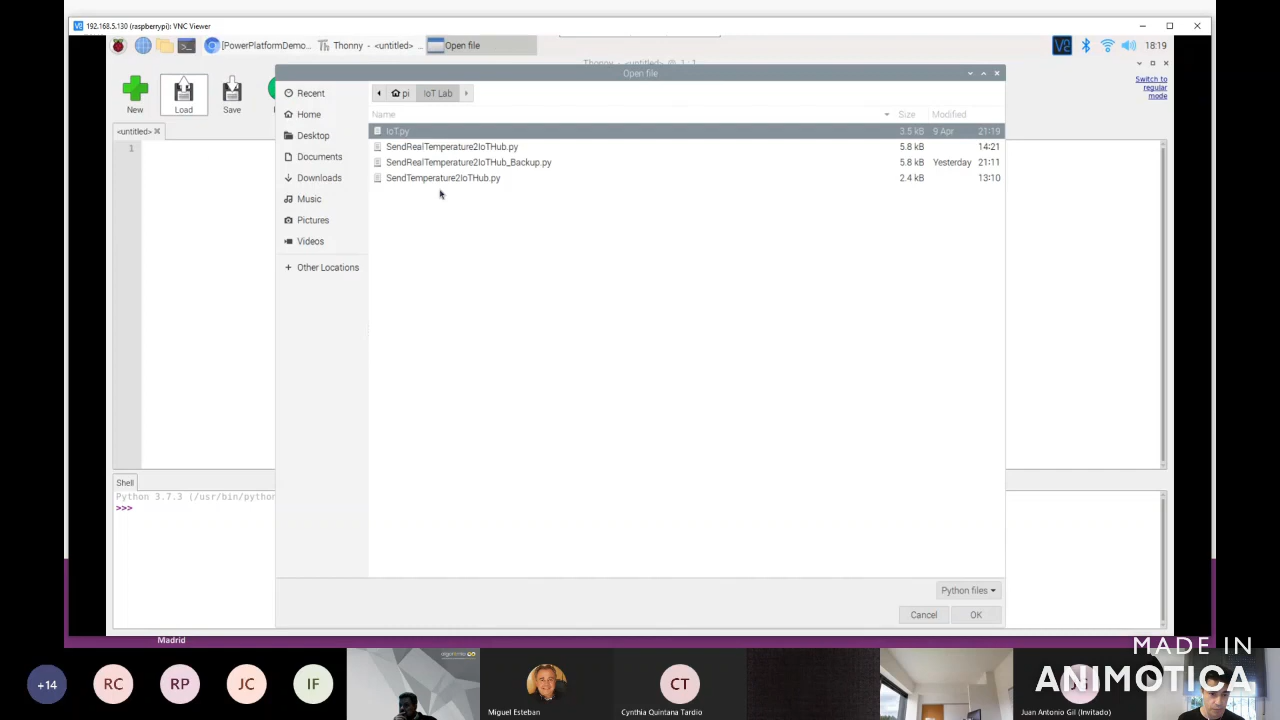 192.168.5.130 (raspberrypi): VNC Viewer
[PowerPlatformDemo...
Thonny - <untitled> ...
Open file
18:19
Thonny - <untitled> @ 1:1
Open file
New
Load
Save
Switch to
regular
mode
<untitled>
1
Recent
Home
Desktop
Documents
Downloads
Music
Pictures
Videos
+ Other Locations
pi
IoT Lab
Name Size Modified
IoT.py 3.5 kB 9 Apr 21:19
SendRealTemperature2IoTHub.py 5.8 kB 14:21
SendRealTemperature2IoTHub_Backup.py 5.8 kB Yesterday 21:11
SendTemperature2IoTHub.py 2.4 kB 13:10
Shell
Python 3.7.3 (/usr/bin/python
>>>
Python files
Cancel
OK
Madrid
MADE IN
ANIMOTICA
+14
RC
RP
JC
IF
Miguel Esteban
CT
Cynthia Quintana Tardio
Juan Antonio Gil (Invitado)